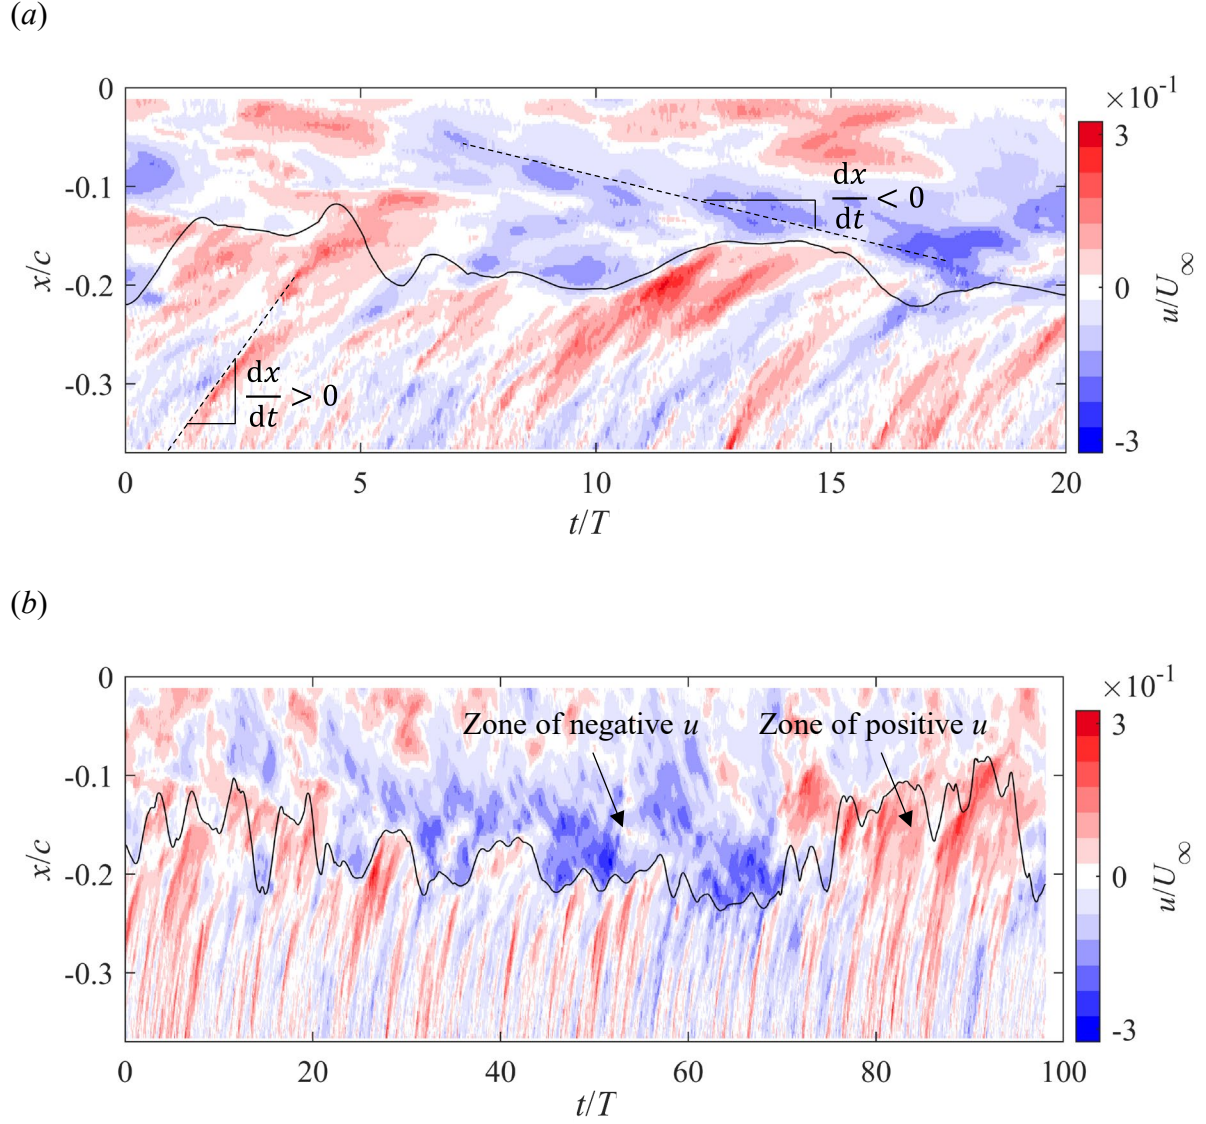 (a)
×10⁻¹
0
-0.1
-0.2
-0.3
x/c
dx/dt < 0
dx/dt > 0
3
0
-3
u/U∞
0 5 10 15 20
t/T
(b)
×10⁻¹
0
-0.1
-0.2
-0.3
x/c
Zone of negative u
Zone of positive u
3
0
-3
u/U∞
0 20 40 60 80 100
t/T